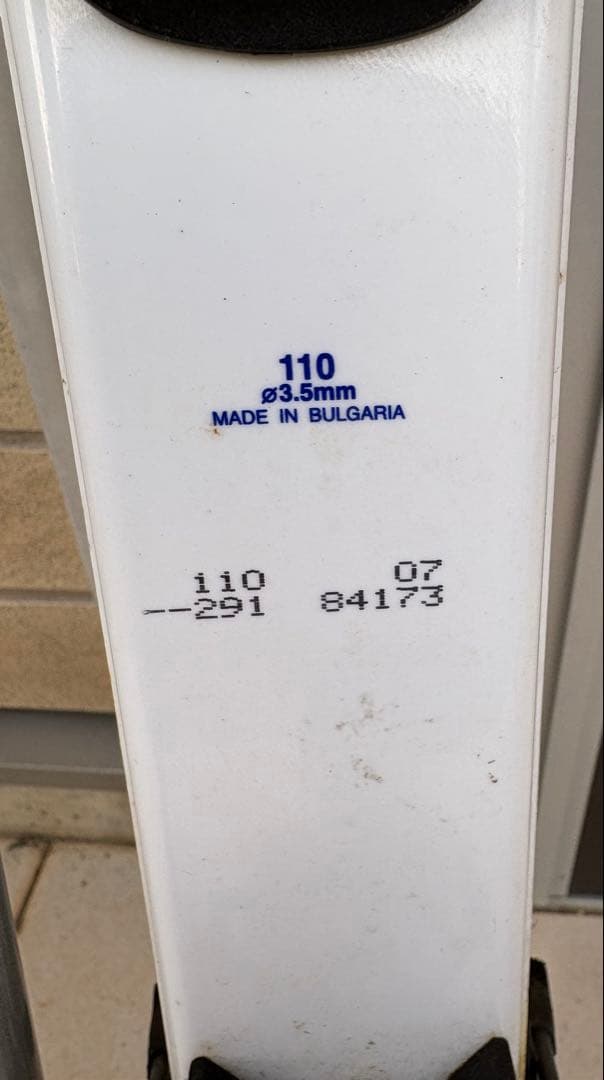 110
ø3.5mm
MADE IN BULGARIA
110 07
--291 84173